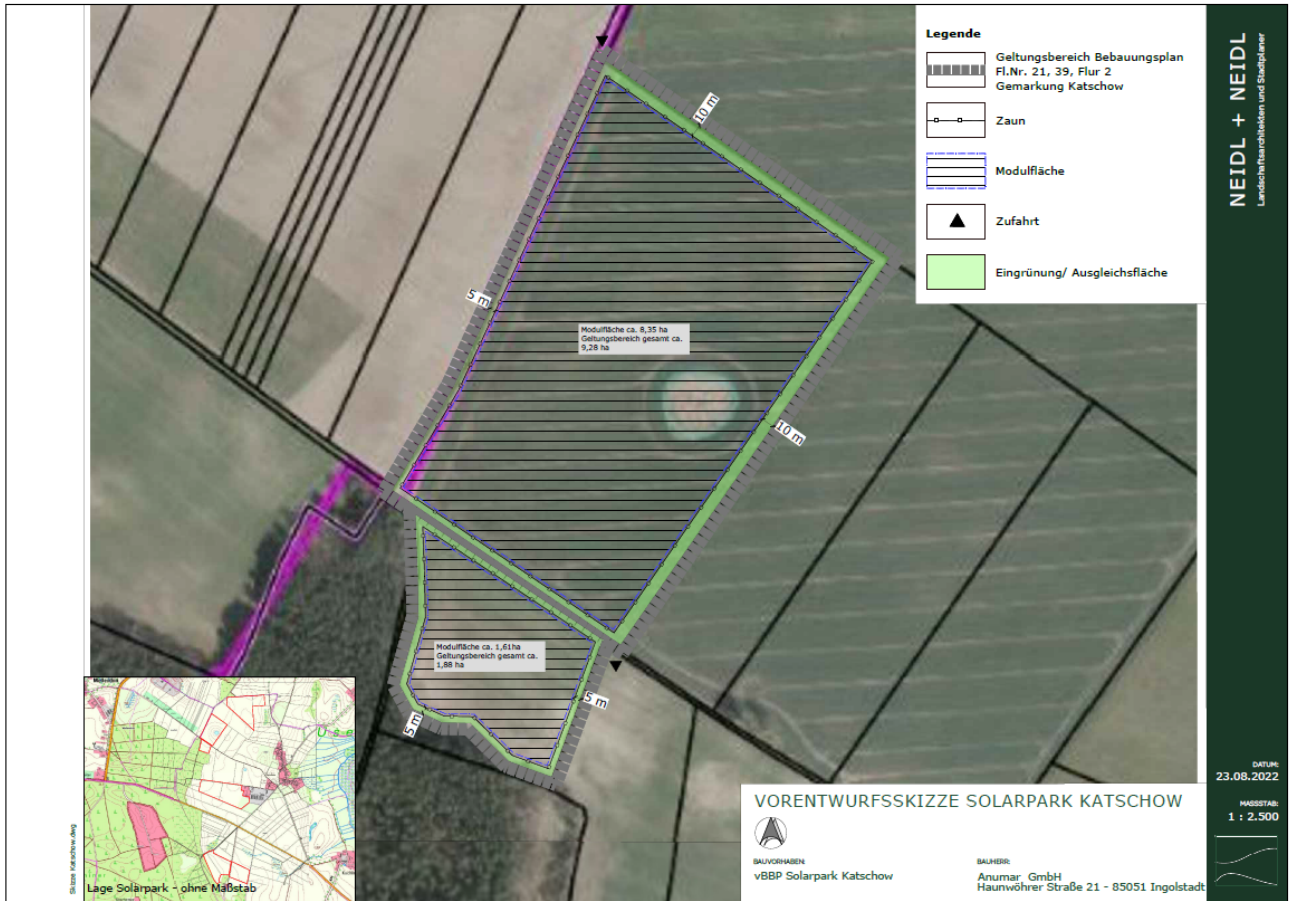 Legende
Geltungsbereich Bebauungsplan
Fl.Nr. 21, 39, Flur 2
Gemarkung Katschow
Zaun
Modulfläche
Zufahrt
Eingrünung/ Ausgleichsfläche
NEIDL + NEIDL
Landschaftsarchitekten und Stadtplaner
10 m
5 m
Modulfläche ca. 8,35 ha
Geltungsbereich gesamt ca.
9,28 ha
10 m
Modulfläche ca. 1,61ha
Geltungsbereich gesamt ca.
1,88 ha
5 m
5 m
Skizze Katschow.dwg
Lage Solarpark - ohne Maßstab
VORENTWURFSSKIZZE SOLARPARK KATSCHOW
BAUVORHABEN:
vBBP Solarpark Katschow
BAUHERR:
Anumar GmbH
Haunwöhrer Straße 21 - 85051 Ingolstadt
DATUM:
23.08.2022
MASSSTAB:
1 : 2.500